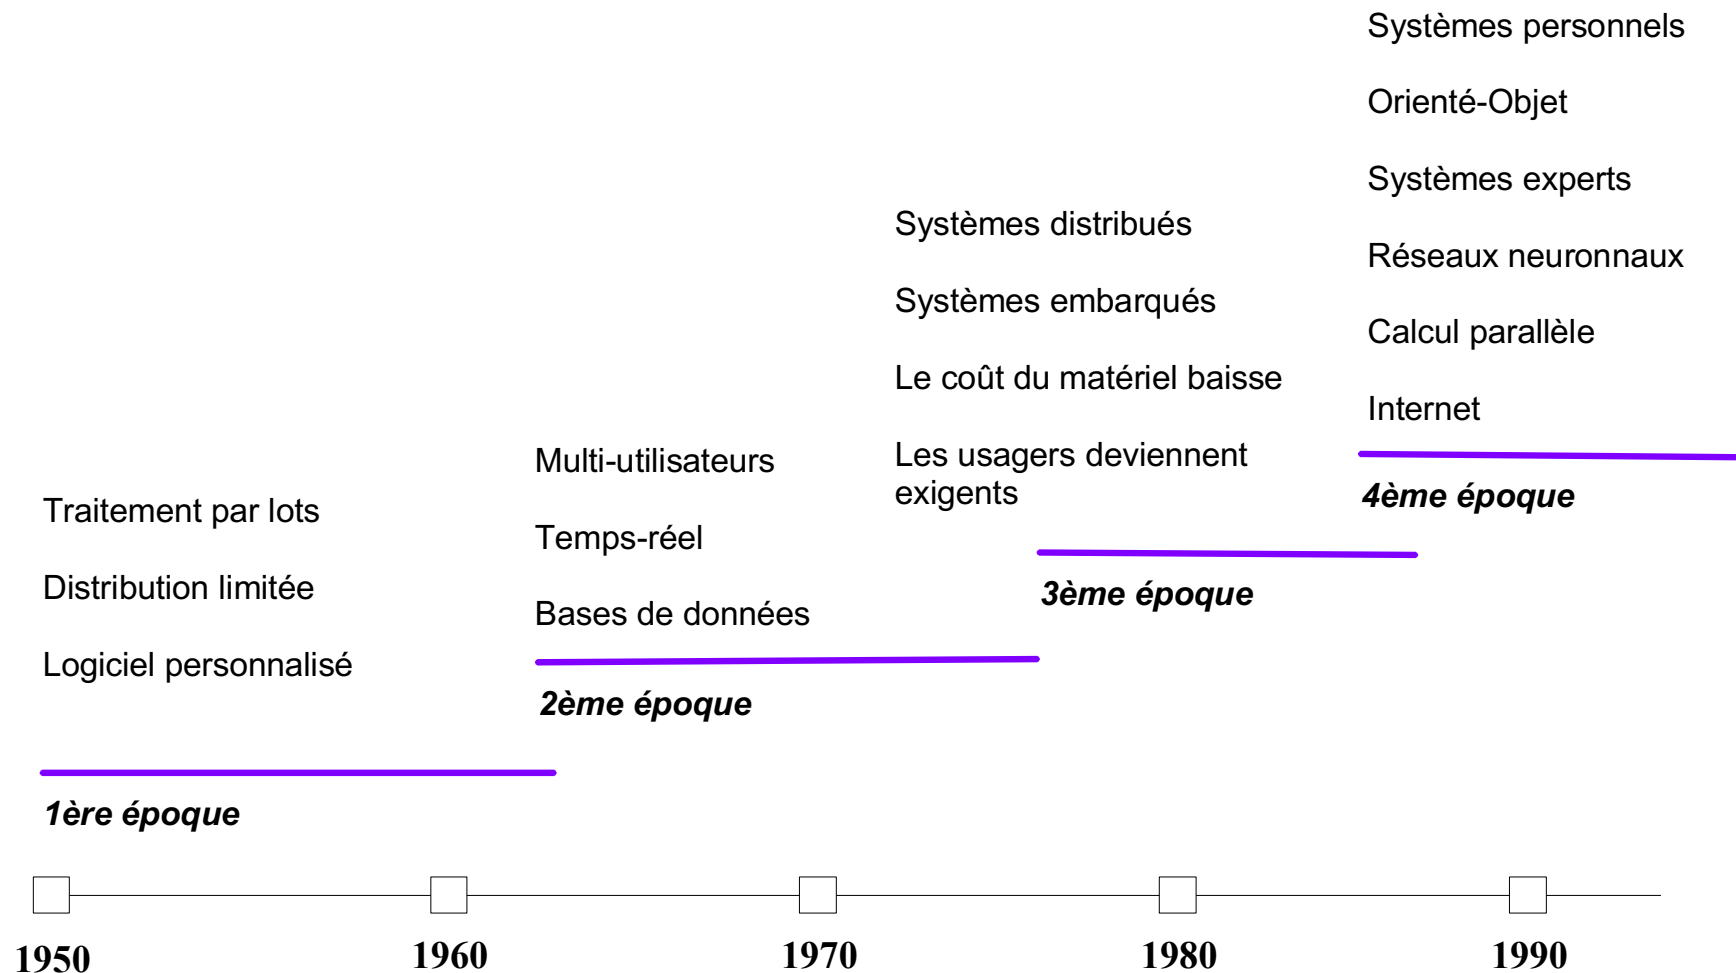 Traitement par lots
Distribution limitée
Logiciel personnalisé
1ère époque
Multi-utilisateurs
Temps-réel
Bases de données
2ème époque
Systèmes distribués
Systèmes embarqués
Le coût du matériel baisse
Les usagers deviennent
exigents
3ème époque
Systèmes personnels
Orienté-Objet
Systèmes experts
Réseaux neuronnaux
Calcul parallèle
Internet
4ème époque
1950
1960
1970
1980
1990